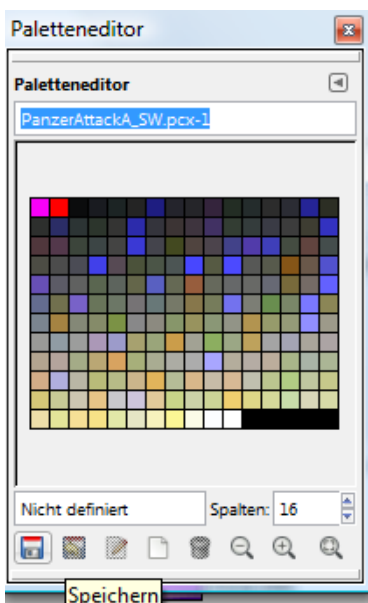 Paletteneditor
Paletteneditor
PanzerAttackA_SW.pcx-1
Nicht definiert
Spalten: 16
Speichern